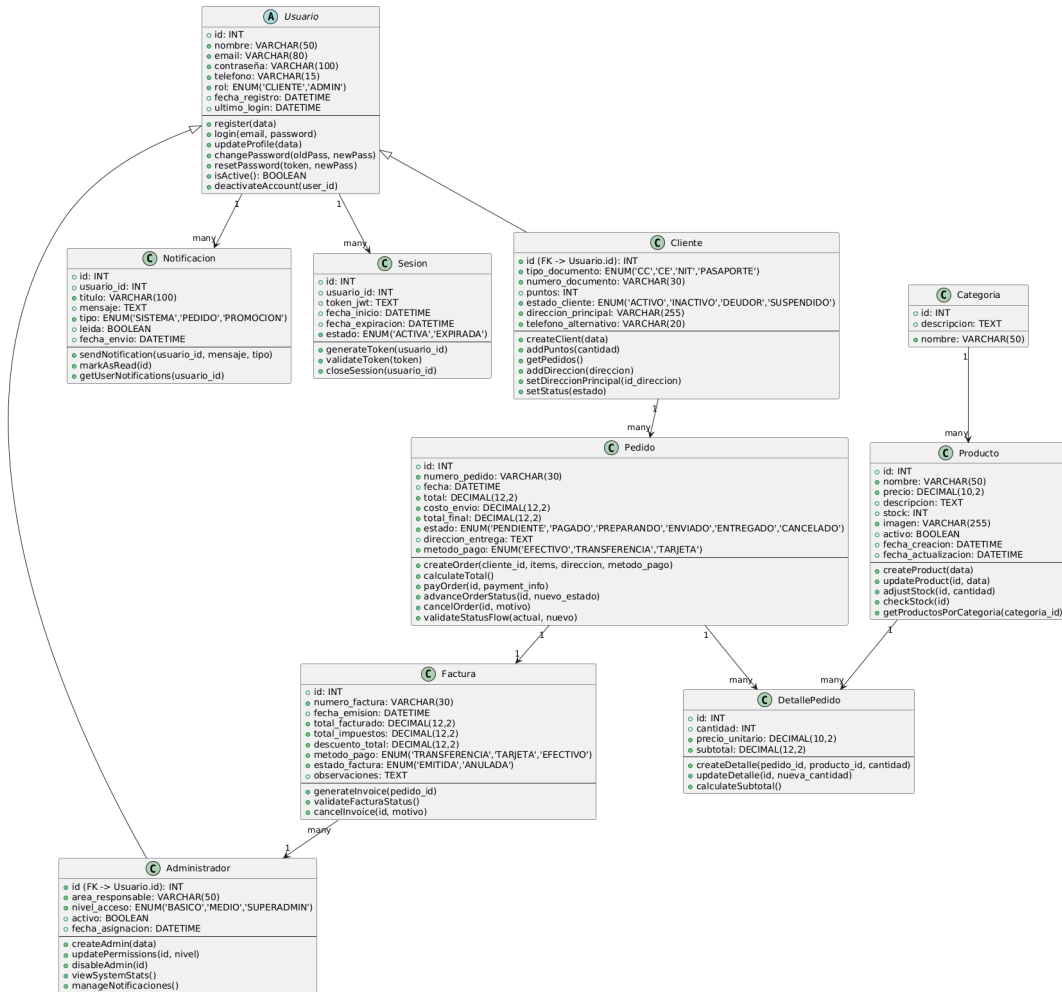 A Usuario
id: INT
nombre: VARCHAR(50)
email: VARCHAR(80)
contraseña: VARCHAR(100)
telefono: VARCHAR(15)
rol: ENUM('CLIENTE','ADMIN')
fecha_registro: DATETIME
ultimo_login: DATETIME
register(data)
login(email, password)
updateProfile(data)
changePassword(oldPass, newPass)
resetPassword(token, newPass)
isActive(): BOOLEAN
deactivateAccount(user_id)
1
1
many
many
C Notificacion
id: INT
usuario_id: INT
titulo: VARCHAR(100)
mensaje: TEXT
tipo: ENUM('SISTEMA','PEDIDO','PROMOCION')
leida: BOOLEAN
fecha_envio: DATETIME
sendNotification(usuario_id, mensaje, tipo)
markAsRead(id)
getUserNotifications(usuario_id)
C Sesion
id: INT
usuario_id: INT
token_jwt: TEXT
fecha_inicio: DATETIME
fecha_expiracion: DATETIME
estado: ENUM('ACTIVA','EXPIRADA')
generateToken(usuario_id)
validateToken(token)
closeSession(usuario_id)
C Cliente
id (FK -> Usuario.id): INT
tipo_documento: ENUM('CC','CE','NIT','PASAPORTE')
numero_documento: VARCHAR(30)
puntos: INT
estado_cliente: ENUM('ACTIVO','INACTIVO','DEUDOR','SUSPENDIDO')
direccion_principal: VARCHAR(255)
telefono_alternativo: VARCHAR(20)
createClient(data)
addPuntos(cantidad)
getPedidos()
addDireccion(direccion)
setDireccionPrincipal(id_direccion)
setStatus(estado)
C Categoria
id: INT
descripcion: TEXT
nombre: VARCHAR(50)
1
many
1
many
C Pedido
id: INT
numero_pedido: VARCHAR(30)
fecha: DATETIME
total: DECIMAL(12,2)
costo_envio: DECIMAL(12,2)
total_final: DECIMAL(12,2)
estado: ENUM('PENDIENTE','PAGADO','PREPARANDO','ENVIADO','ENTREGADO','CANCELADO')
direccion_entrega: TEXT
metodo_pago: ENUM('EFECTIVO','TRANSFERENCIA','TARJETA')
createOrder(cliente_id, items, direccion, metodo_pago)
calculateTotal()
payOrder(id, payment_info)
advanceOrderStatus(id, nuevo_estado)
cancelOrder(id, motivo)
validateStatusFlow(actual, nuevo)
C Producto
id: INT
nombre: VARCHAR(50)
precio: DECIMAL(10,2)
descripcion: TEXT
stock: INT
imagen: VARCHAR(255)
activo: BOOLEAN
fecha_creacion: DATETIME
fecha_actualizacion: DATETIME
createProduct(data)
updateProduct(id, data)
adjustStock(id, cantidad)
checkStock(id)
getProductosPorCategoria(categoria_id)
1
1
1
1
many
many
C Factura
id: INT
numero_factura: VARCHAR(30)
fecha_emision: DATETIME
total_facturado: DECIMAL(12,2)
total_impuestos: DECIMAL(12,2)
descuento_total: DECIMAL(12,2)
metodo_pago: ENUM('TRANSFERENCIA','TARJETA','EFECTIVO')
estado_factura: ENUM('EMITIDA','ANULADA')
observaciones: TEXT
generateInvoice(pedido_id)
validateFacturaStatus()
cancelInvoice(id, motivo)
C DetallePedido
id: INT
cantidad: INT
precio_unitario: DECIMAL(10,2)
subtotal: DECIMAL(12,2)
createDetalle(pedido_id, producto_id, cantidad)
updateDetalle(id, nueva_cantidad)
calculateSubtotal()
many
1
C Administrador
id (FK -> Usuario.id): INT
area_responsable: VARCHAR(50)
nivel_acceso: ENUM('BASICO','MEDIO','SUPERADMIN')
activo: BOOLEAN
fecha_asignacion: DATETIME
createAdmin(data)
updatePermissions(id, nivel)
disableAdmin(id)
viewSystemStats()
manageNotificaciones()